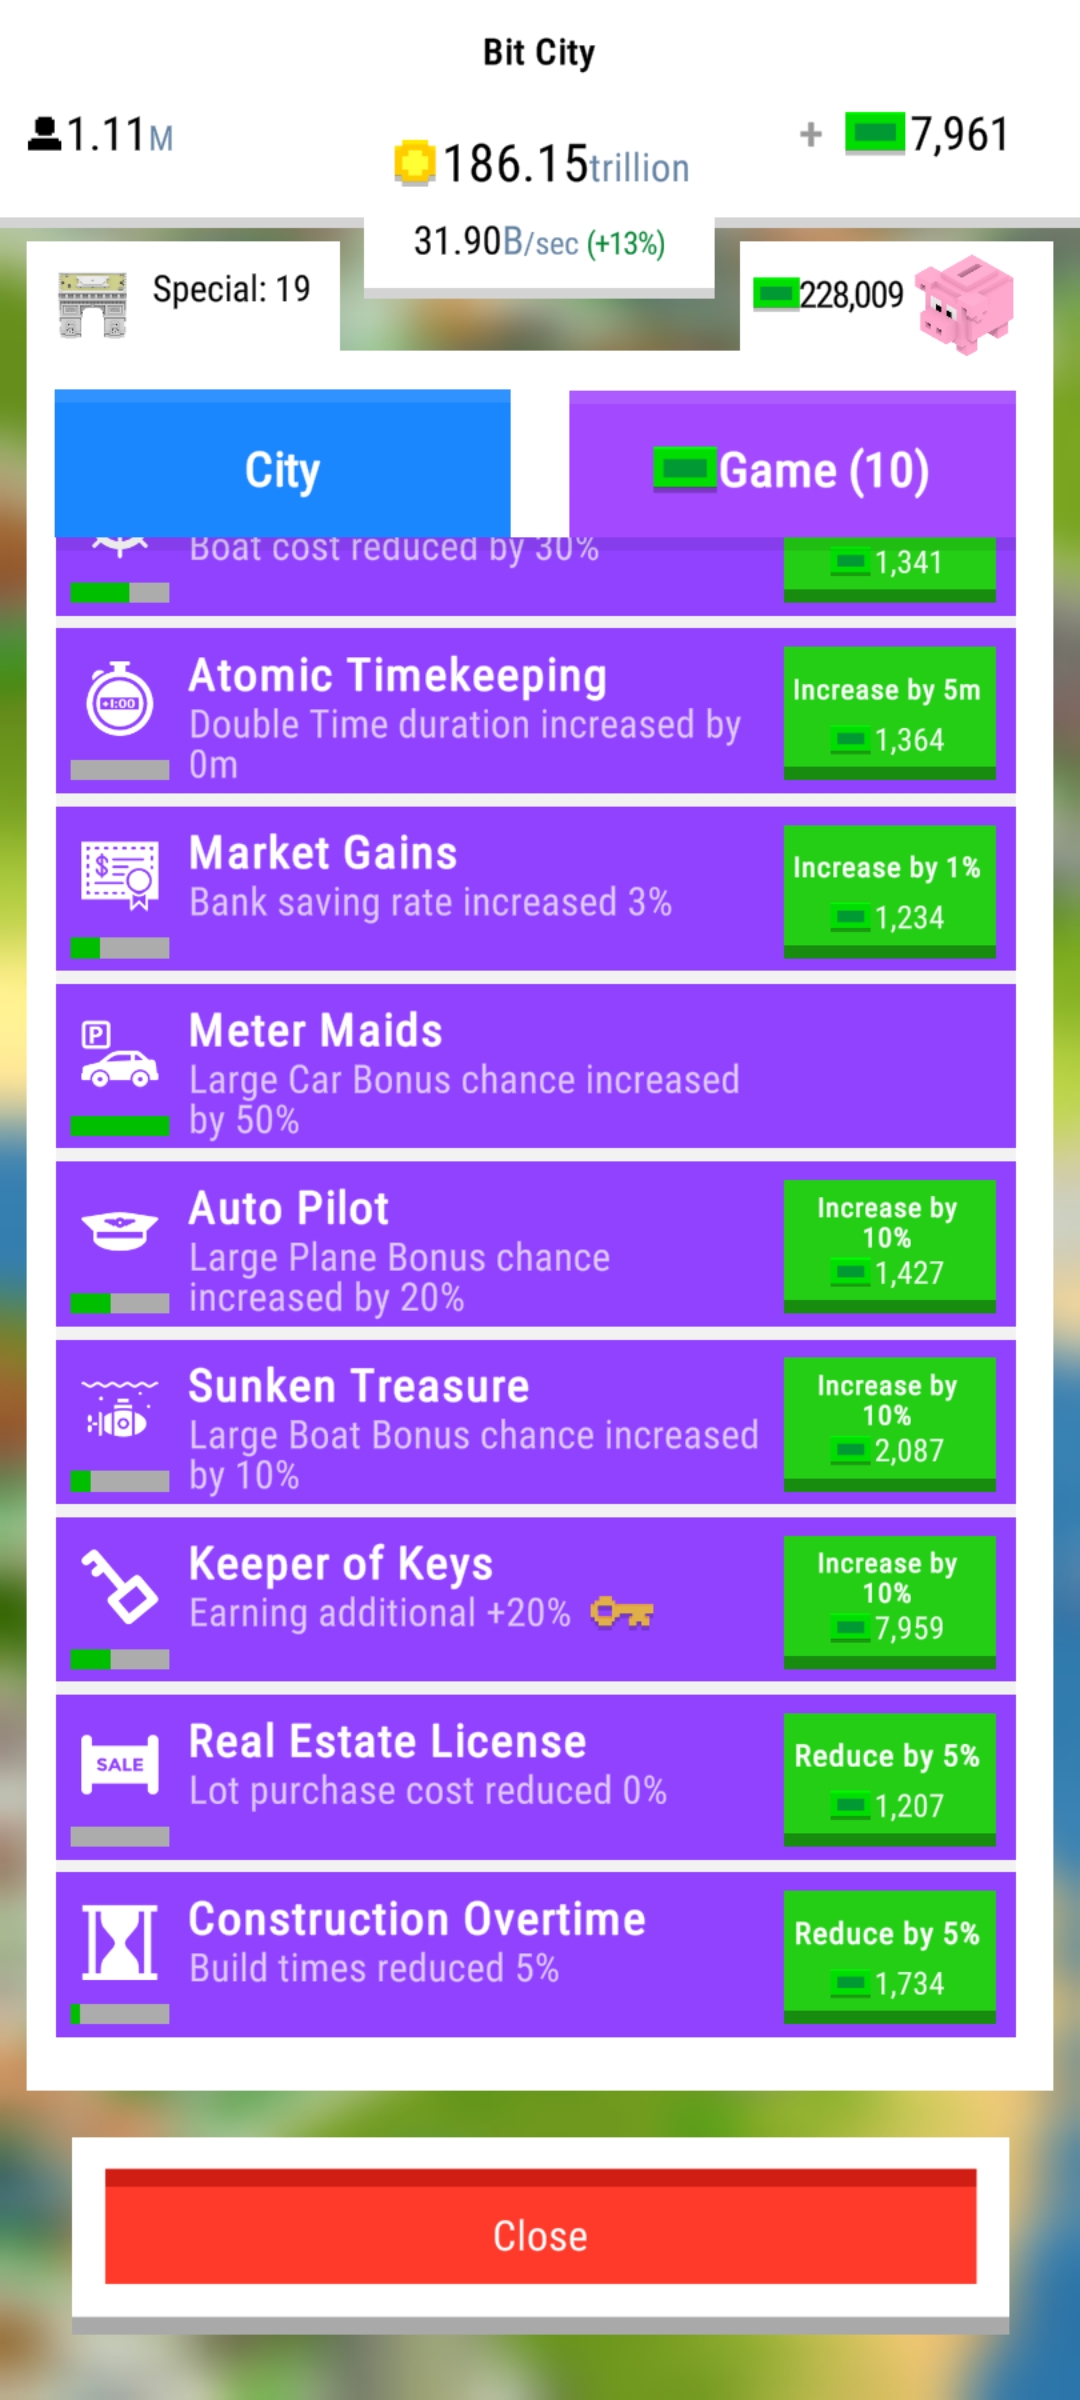 Bit City
1.11M
186.15trillion
+ 7,961
31.90B/sec (+13%)
Special: 19
228,009
City
Game (10)
Boat cost reduced by 30%
1,341
Atomic Timekeeping
Double Time duration increased by
0m
Increase by 5m
1,364
Market Gains
Bank saving rate increased 3%
Increase by 1%
1,234
Meter Maids
Large Car Bonus chance increased
by 50%
Auto Pilot
Large Plane Bonus chance
increased by 20%
Increase by
10%
1,427
Sunken Treasure
Large Boat Bonus chance increased
by 10%
Increase by
10%
2,087
Keeper of Keys
Earning additional +20%
Increase by
10%
7,959
SALE
Real Estate License
Lot purchase cost reduced 0%
Reduce by 5%
1,207
Construction Overtime
Build times reduced 5%
Reduce by 5%
1,734
Close